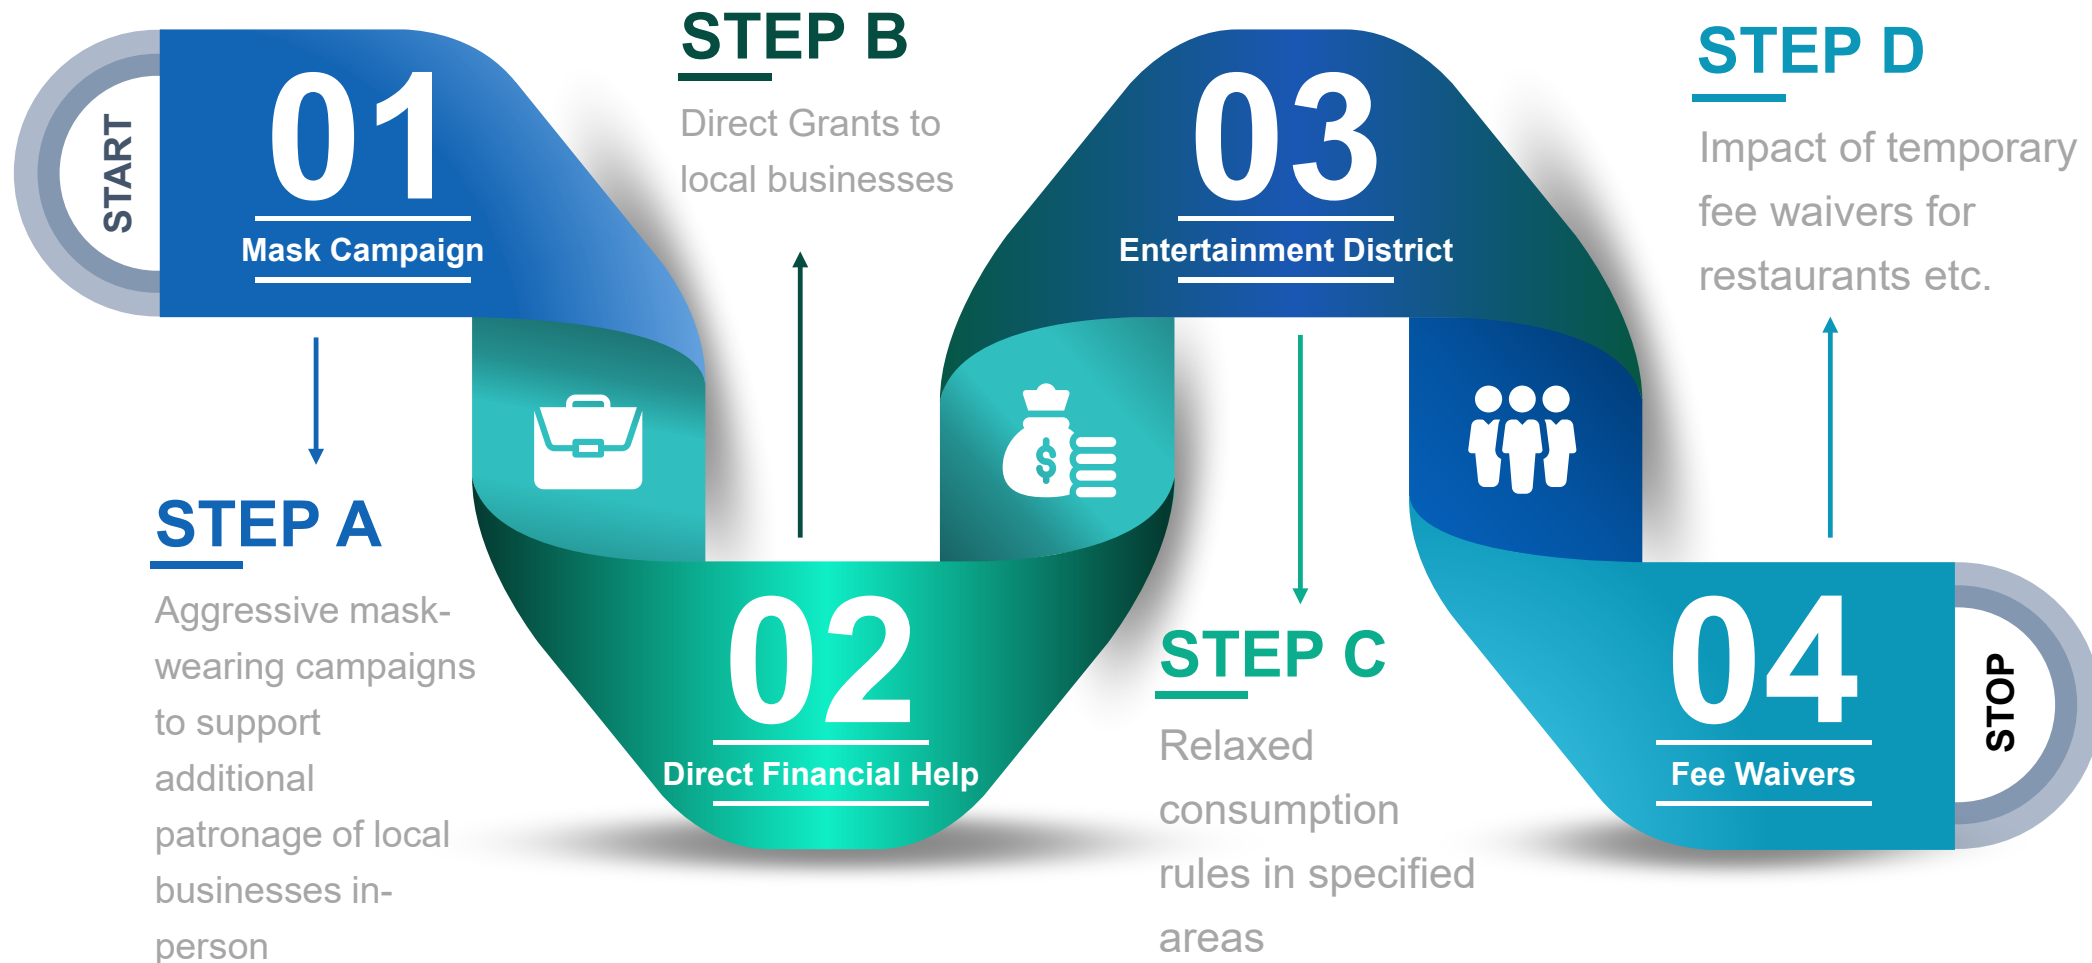 START
01
Mask Campaign
STEP A
Aggressive mask-
wearing campaigns
to support
additional
patronage of local
businesses in-
person
STEP B
Direct Grants to
local businesses
$
02
Direct Financial Help
03
Entertainment District
STEP C
Relaxed
consumption
rules in specified
areas
STEP D
Impact of temporary
fee waivers for
restaurants etc.
04
Fee Waivers
STOP